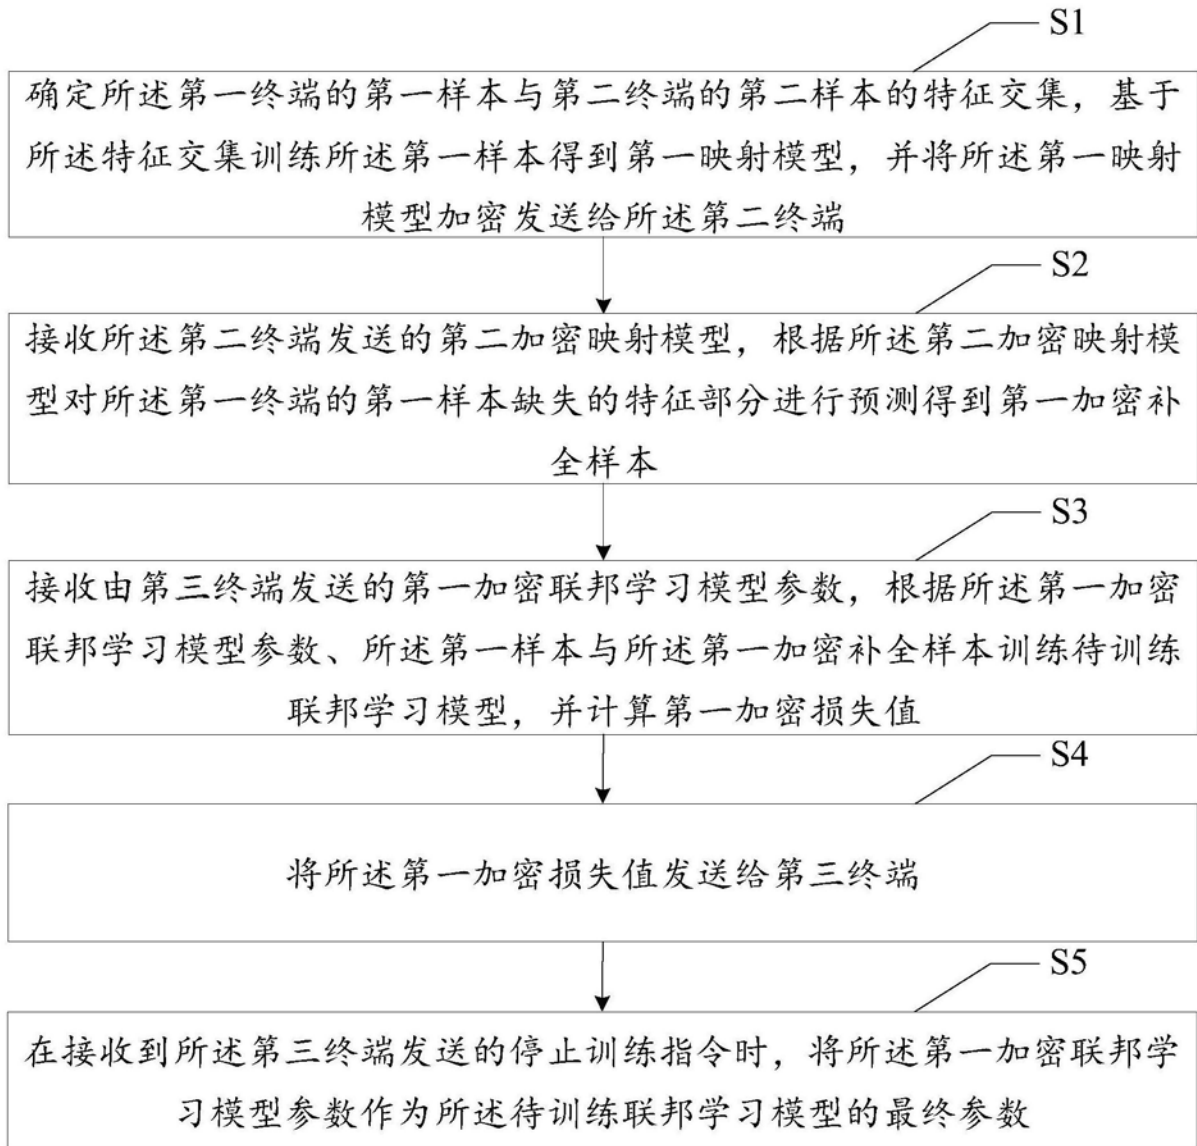 S1
确定所述第一终端的第一样本与第二终端的第二样本的特征交集，基于
所述特征交集训练所述第一样本得到第一映射模型，并将所述第一映射
模型加密发送给所述第二终端
S2
接收所述第二终端发送的第二加密映射模型，根据所述第二加密映射模
型对所述第一终端的第一样本缺失的特征部分进行预测得到第一加密补
全样本
S3
接收由第三终端发送的第一加密联邦学习模型参数，根据所述第一加密
联邦学习模型参数、所述第一样本与所述第一加密补全样本训练待训练
联邦学习模型，并计算第一加密损失值
S4
将所述第一加密损失值发送给第三终端
S5
在接收到所述第三终端发送的停止训练指令时，将所述第一加密联邦学
习模型参数作为所述待训练联邦学习模型的最终参数